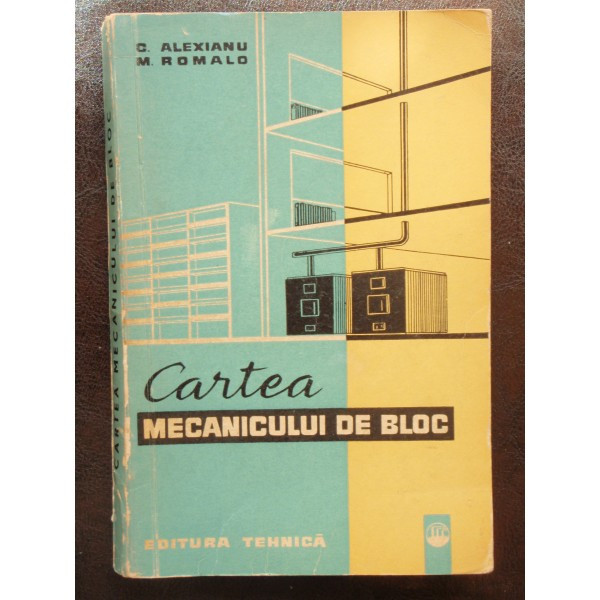 C. ALEXIANU
M. ROMALO
CARTEA MECANICULUI DE BLOC
Cartea
MECANICULUI DE BLOC
EDITURA TEHNICĂ